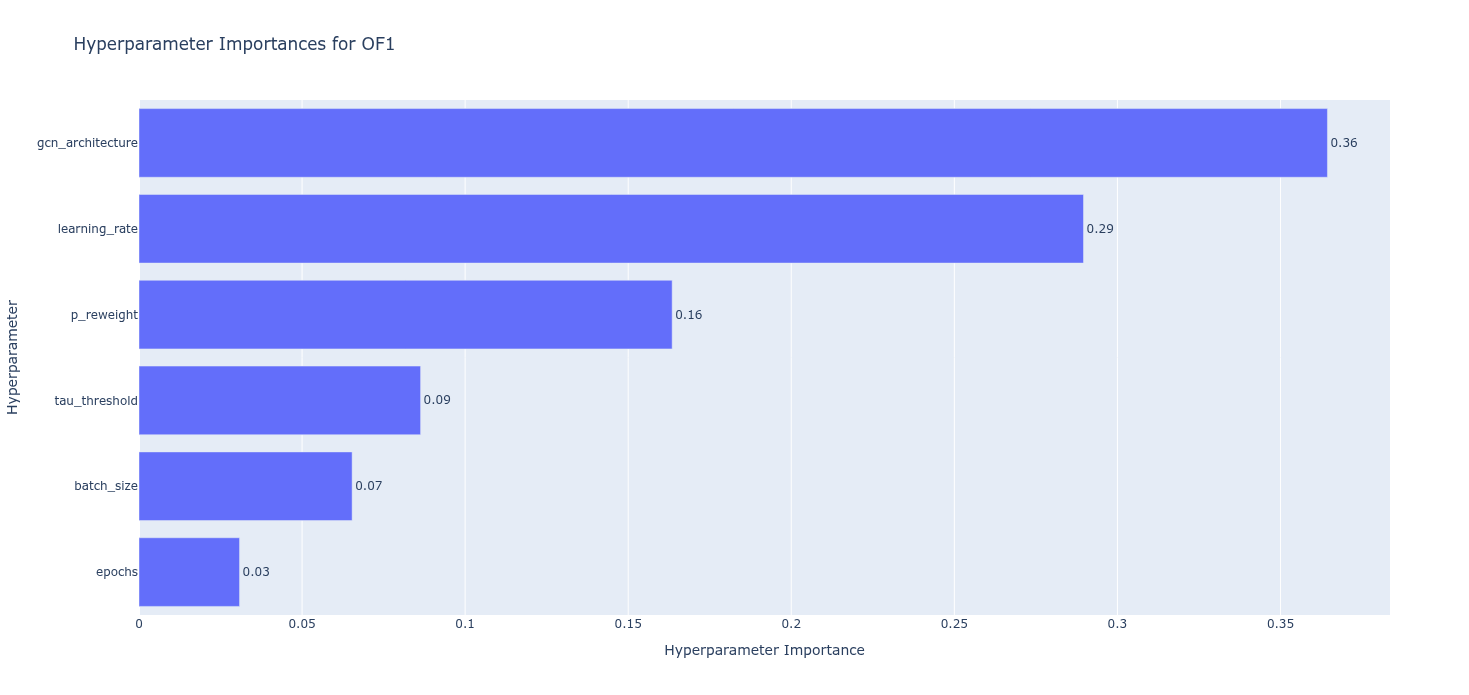 Hyperparameter Importances for OF1
gcn_architecture
0.36
learning_rate
0.29
p_reweight
0.16
tau_threshold
0.09
batch_size
0.07
epochs
0.03
Hyperparameter
0
0.05
0.1
0.15
0.2
0.25
0.3
0.35
Hyperparameter Importance